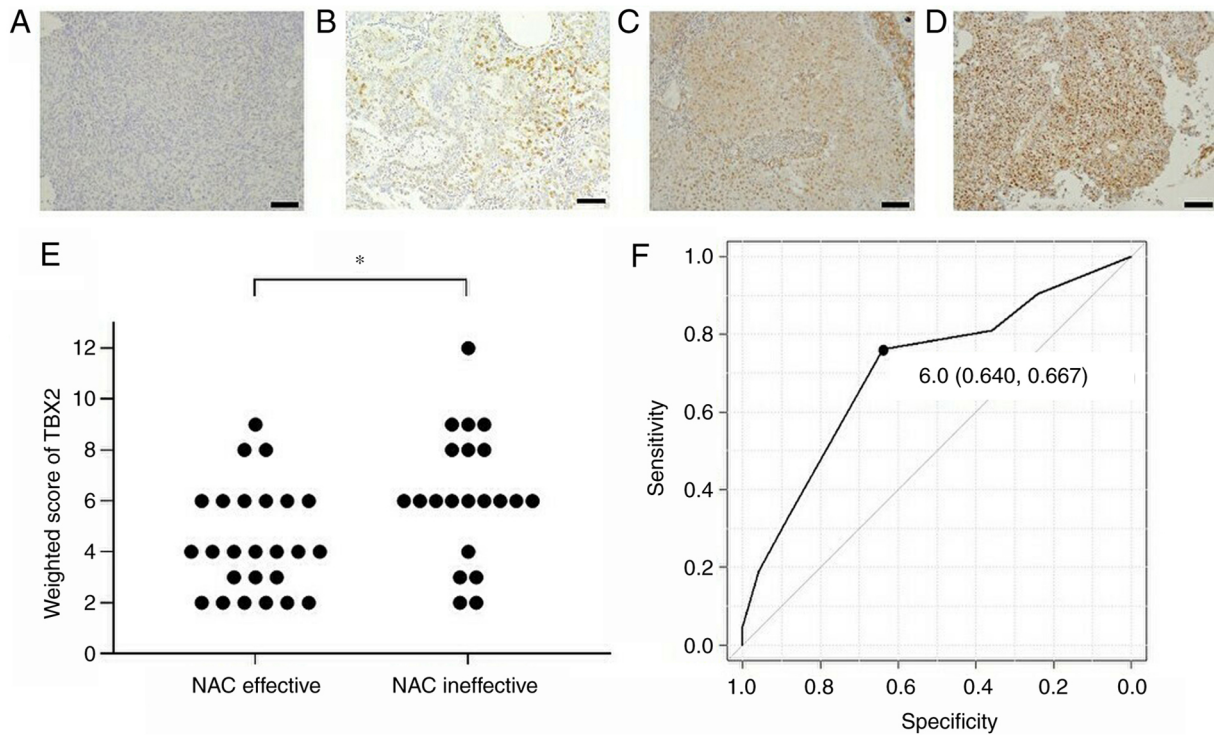 A
B
C
D
E
*
Weighted score of TBX2
12
10
8
6
4
2
0
NAC effective
NAC ineffective
F
Sensitivity
1.0
0.8
0.6
0.4
0.2
0.0
6.0 (0.640, 0.667)
1.0 0.8 0.6 0.4 0.2 0.0
Specificity